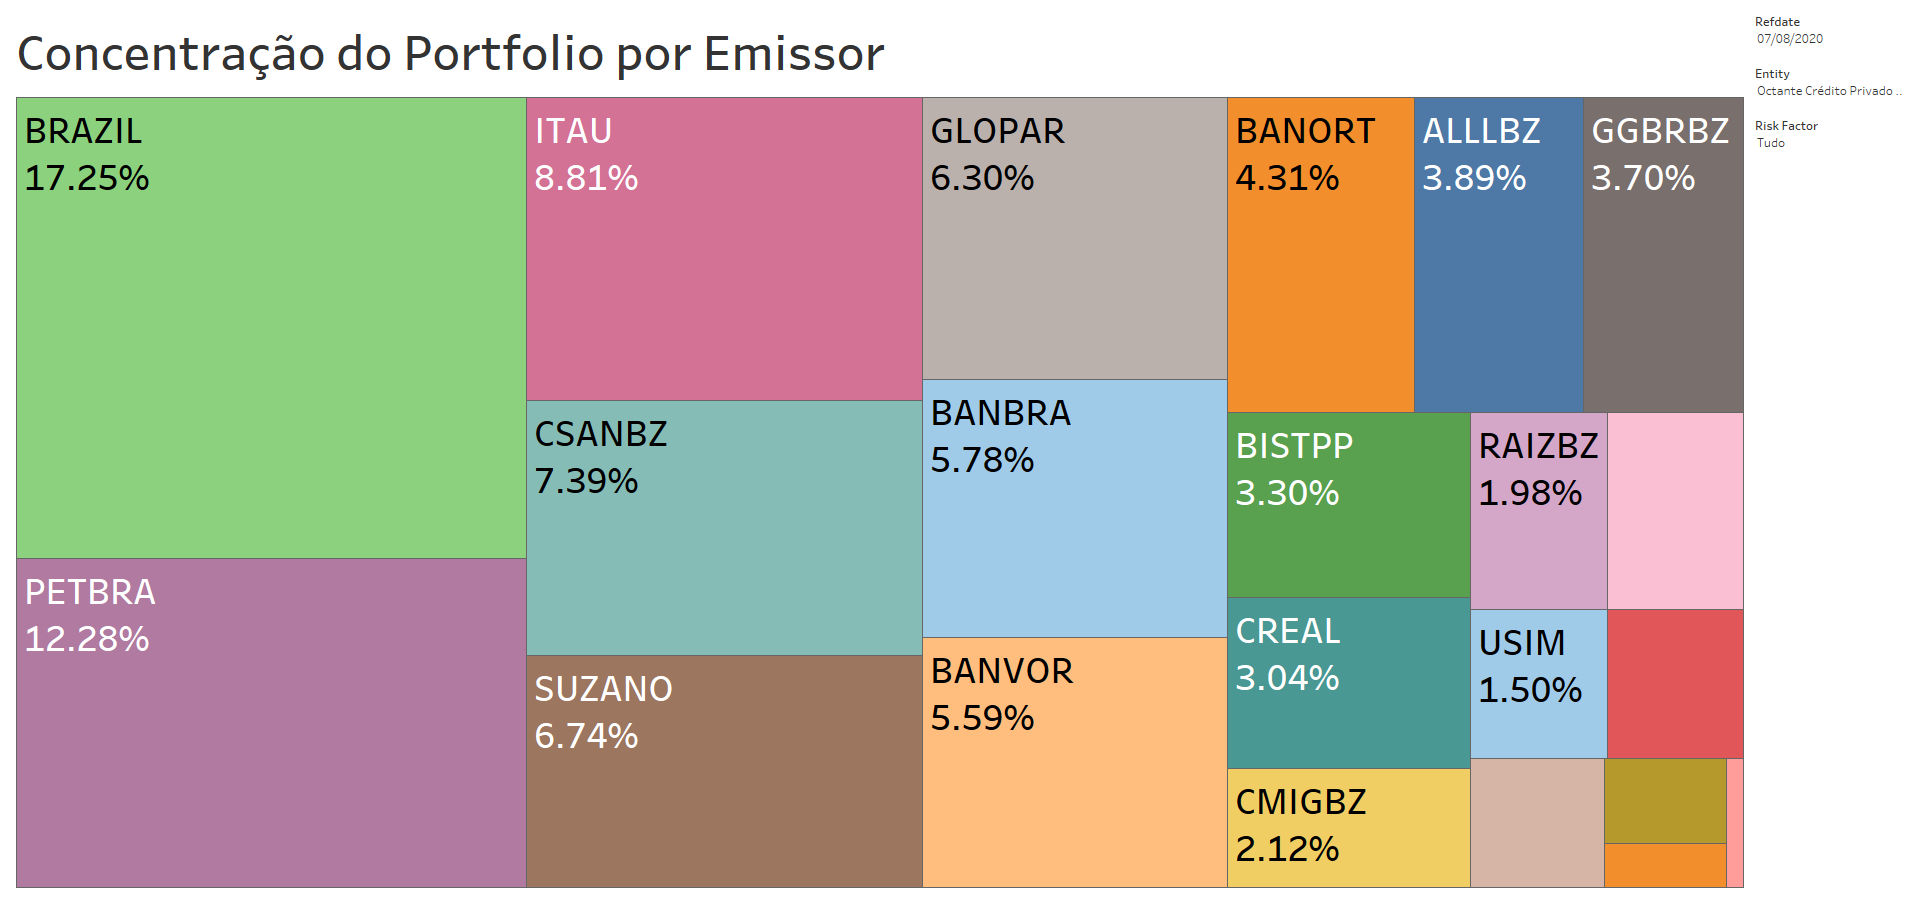 Concentração do Portfolio por Emissor
Refdate
07/08/2020
Entity
Octante Crédito Privado ..
Risk Factor
Tudo
BRAZIL
17.25%
PETBRA
12.28%
ITAU
8.81%
CSANBZ
7.39%
SUZANO
6.74%
GLOPAR
6.30%
BANBRA
5.78%
BANVOR
5.59%
BANORT
4.31%
ALLLBZ
3.89%
GGBRBZ
3.70%
BISTPP
3.30%
CREAL
3.04%
CMIGBZ
2.12%
RAIZBZ
1.98%
USIM
1.50%